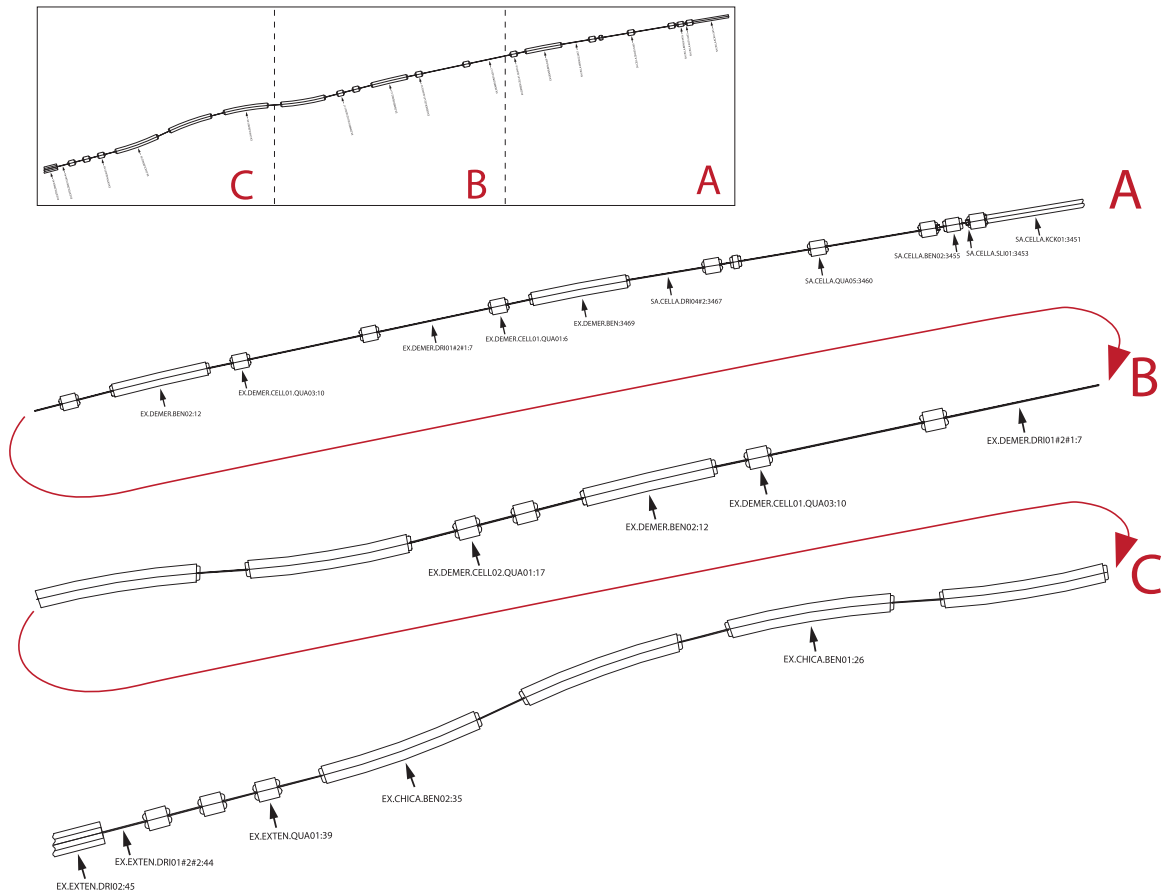 C
B
A
A
SA.CELLA.KCK01:3451
SA.CELLA.SLI01:3453
SA.CELLA.BEN02:3455
SA.CELLA.QUA05:3460
SA.CELLA.DRI04#2:3467
EX.DEMER.BEN:3469
EX.DEMER.CELL01.QUA01:6
EX.DEMER.DRI01#2#1:7
EX.DEMER.CELL01.QUA03:10
EX.DEMER.BEN02:12
B
EX.DEMER.DRI01#2#1:7
EX.DEMER.CELL01.QUA03:10
EX.DEMER.BEN02:12
EX.DEMER.CELL02.QUA01:17
C
EX.CHICA.BEN01:26
EX.CHICA.BEN02:35
EX.EXTEN.QUA01:39
EX.EXTEN.DRI01#2#2:44
EX.EXTEN.DRI02:45